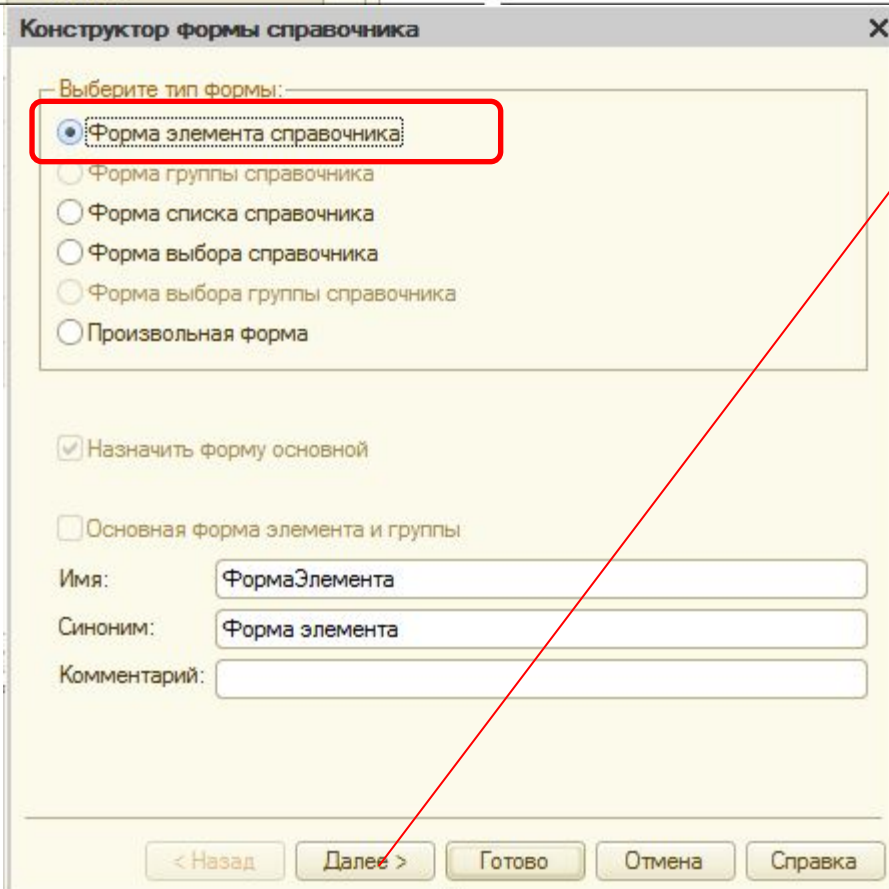 Конструктор формы справочника
Выберите тип формы:
Форма элемента справочника
Форма группы справочника
Форма списка справочника
Форма выбора справочника
Форма выбора группы справочника
Произвольная форма
Назначить форму основной
Основная форма элемента и группы
Имя: ФормаЭлемента
Синоним: Форма элемента
Комментарий:
< Назад Далее > Готово Отмена Справка